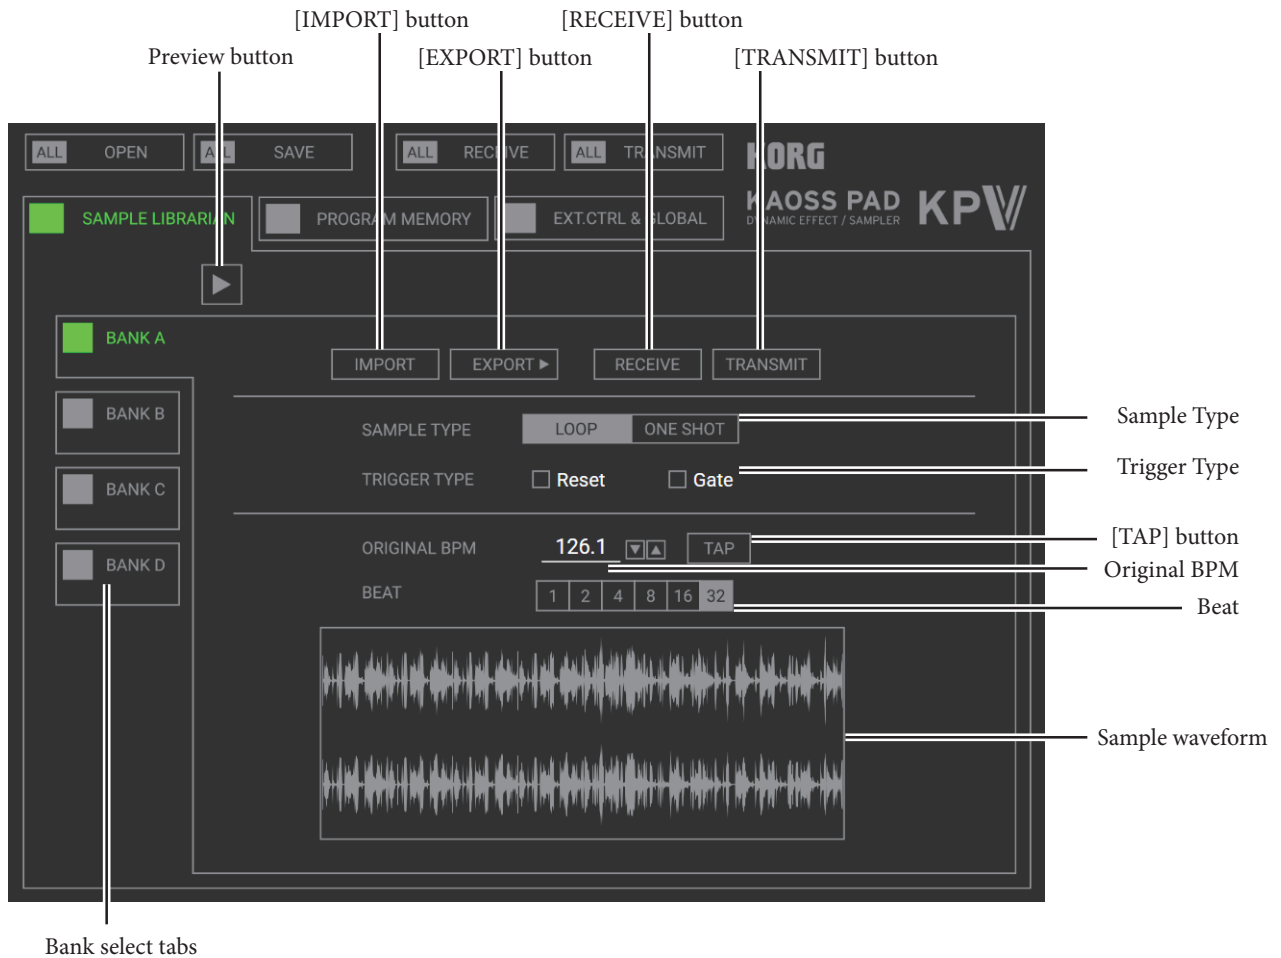 [IMPORT] button
[RECEIVE] button
Preview button
[EXPORT] button
[TRANSMIT] button
ALL OPEN
ALL SAVE
ALL RECEIVE
ALL TRANSMIT
KORG
KAOSS PAD
DYNAMIC EFFECT / SAMPLER
KPV
SAMPLE LIBRARIAN
PROGRAM MEMORY
EXT.CTRL & GLOBAL
BANK A
IMPORT
EXPORT
RECEIVE
TRANSMIT
BANK B
SAMPLE TYPE
LOOP
ONE SHOT
Sample Type
TRIGGER TYPE
Reset
Gate
Trigger Type
BANK C
ORIGINAL BPM
126.1
TAP
[TAP] button
Original BPM
BANK D
BEAT
1 2 4 8 16 32
Beat
Sample waveform
Bank select tabs